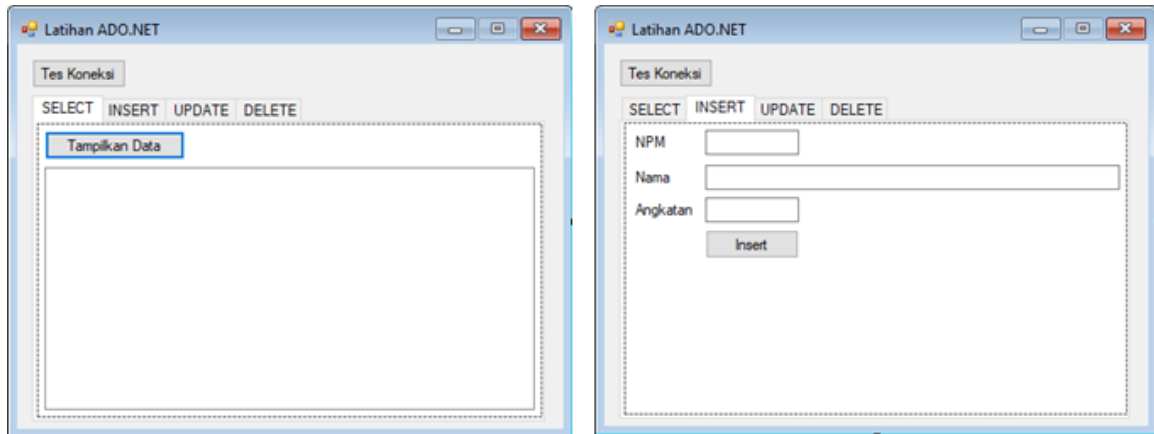 Latihan ADO.NET
Tes Koneksi
SELECT INSERT UPDATE DELETE
Tampilkan Data
Latihan ADO.NET
Tes Koneksi
SELECT INSERT UPDATE DELETE
NPM
Nama
Angkatan
Insert